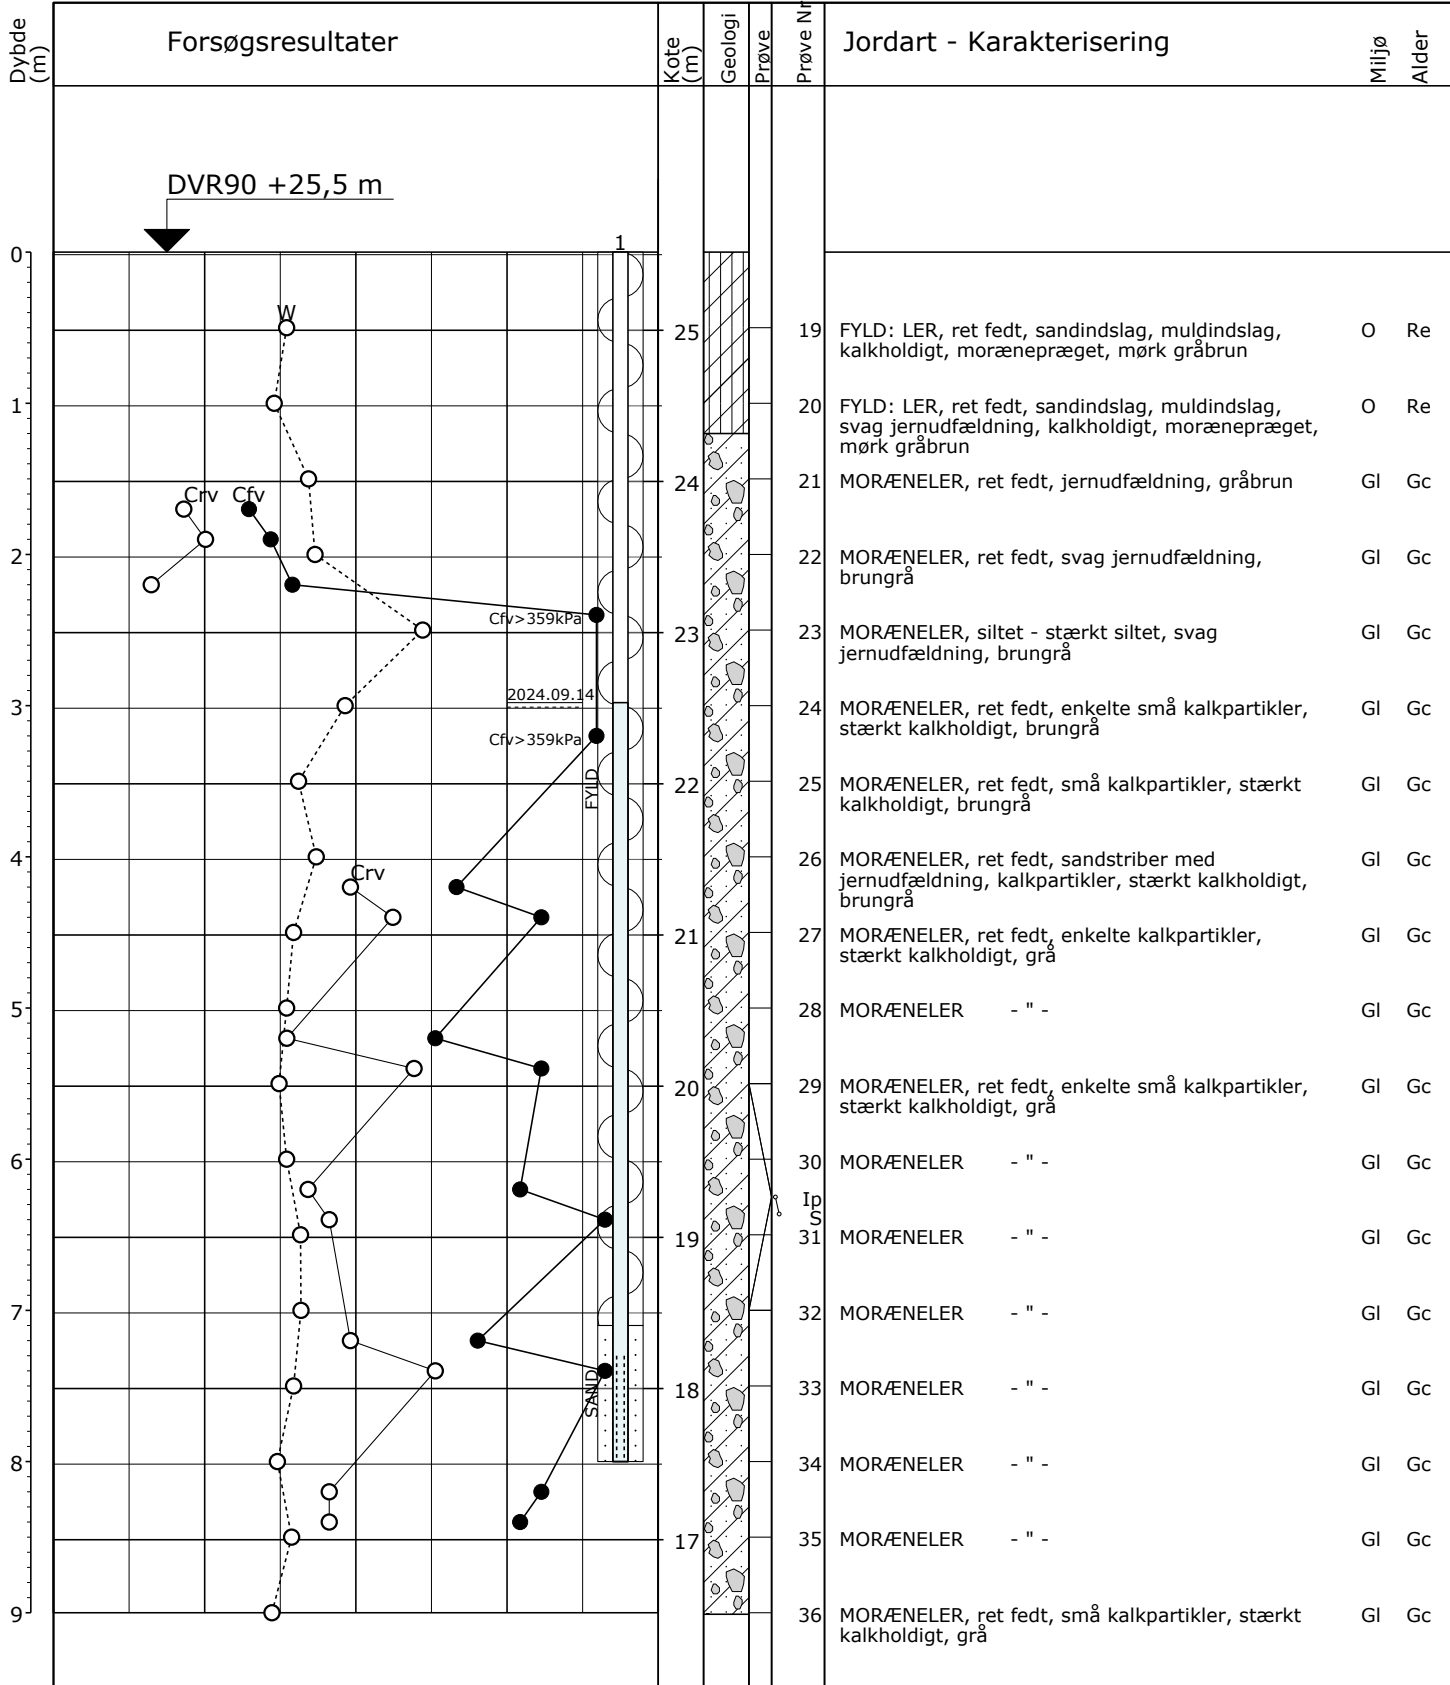 Dybde
(m)
Forsøgsresultater
Kote
(m)
Geologi
Prøve
Prøve Nr
Jordart - Karakterisering
Miljø
Alder
DVR90 +25,5 m
0
1
W
25
19 FYLD: LER, ret fedt, sandindslag, muldindslag, O Re
kalkholdigt, morænepræget, mørk gråbrun
1
20 FYLD: LER, ret fedt, sandindslag, muldindslag, O Re
svag jernudfældning, kalkholdigt, morænepræget,
mørk gråbrun
24
21 MORÆNELER, ret fedt, jernudfældning, gråbrun Gl Gc
Crv Cfv
2
22 MORÆNELER, ret fedt, svag jernudfældning, Gl Gc
brungrå
Cfv>359kPa
23
23 MORÆNELER, siltet - stærkt siltet, svag Gl Gc
jernudfældning, brungrå
2024.09.14
3
24 MORÆNELER, ret fedt, enkelte små kalkpartikler, Gl Gc
stærkt kalkholdigt, brungrå
Cfv>359kPa
FYLD
22
25 MORÆNELER, ret fedt, små kalkpartikler, stærkt Gl Gc
kalkholdigt, brungrå
4
26 MORÆNELER, ret fedt, sandstriber med Gl Gc
jernudfældning, kalkpartikler, stærkt kalkholdigt,
brungrå
Crv
21
27 MORÆNELER, ret fedt, enkelte kalkpartikler, Gl Gc
stærkt kalkholdigt, grå
5
28 MORÆNELER - " - Gl Gc
20
29 MORÆNELER, ret fedt, enkelte små kalkpartikler, Gl Gc
stærkt kalkholdigt, grå
6
30 MORÆNELER - " - Gl Gc
Ip
S
19
31 MORÆNELER - " - Gl Gc
7
32 MORÆNELER - " - Gl Gc
SAND
18
33 MORÆNELER - " - Gl Gc
8
34 MORÆNELER - " - Gl Gc
17
35 MORÆNELER - " - Gl Gc
9
36 MORÆNELER, ret fedt, små kalkpartikler, stærkt Gl Gc
kalkholdigt, grå